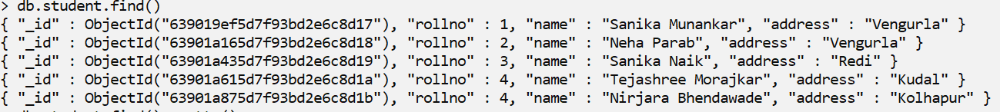 > db.student.find()
{ "_id" : ObjectId("639019ef5d7f93bd2e6c8d17"), "rollno" : 1, "name" : "Sanika Munankar", "address" : "Vengurla" }
{ "_id" : ObjectId("63901a165d7f93bd2e6c8d18"), "rollno" : 2, "name" : "Neha Parab", "address" : "Vengurla" }
{ "_id" : ObjectId("63901a435d7f93bd2e6c8d19"), "rollno" : 3, "name" : "Sanika Naik", "address" : "Redi" }
{ "_id" : ObjectId("63901a615d7f93bd2e6c8d1a"), "rollno" : 4, "name" : "Tejashree Morajkar", "address" : "Kudal" }
{ "_id" : ObjectId("63901a875d7f93bd2e6c8d1b"), "rollno" : 4, "name" : "Nirjara Bhendawade", "address" : "Kolhapur" }